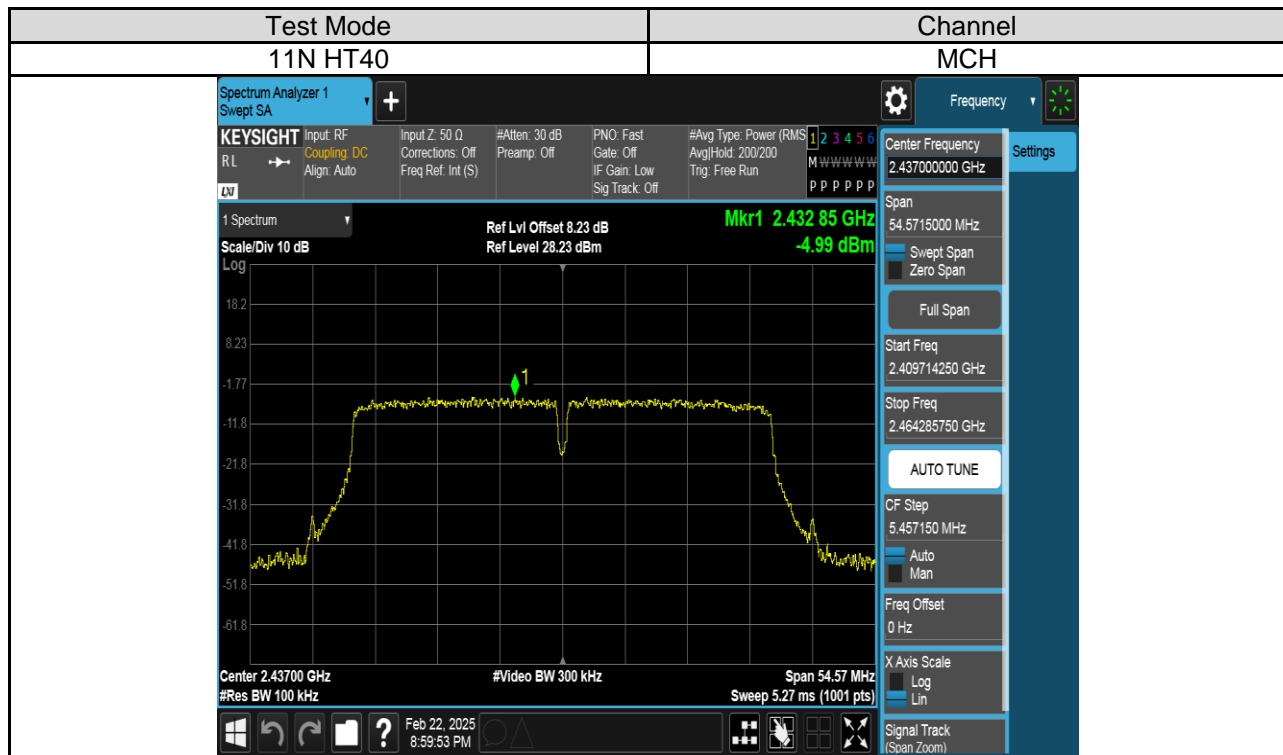 Test Mode Channel
11N HT40 MCH
Spectrum Analyzer 1
Swept SA
+
Frequency
KEYSIGHT Input: RF Input Z: 50 Ω #Atten: 30 dB PNO: Fast #Avg Type: Power (RMS 1 2 3 4 5 6
RL Coupling: DC Corrections: Off Preamp: Off Gate: Off Avg|Hold: 200/200 M W W W W W
Align: Auto Freq Ref: Int (S) IF Gain: Low Trig: Free Run
LXI Sig Track: Off P P P P P P
1 Spectrum
Ref Lvl Offset 8.23 dB Mkr1 2.432 85 GHz
Scale/Div 10 dB Ref Level 28.23 dBm -4.99 dBm
Log
18.2
8.23
-1.77
-11.8
-21.8
-31.8
-41.8
-51.8
-61.8
1
Center 2.43700 GHz #Video BW 300 kHz Span 54.57 MHz
#Res BW 100 kHz Sweep 5.27 ms (1001 pts)
Feb 22, 2025
8:59:53 PM
?
Center Frequency
2.437000000 GHz
Settings
Span
54.5715000 MHz
Swept Span
Zero Span
Full Span
Start Freq
2.409714250 GHz
Stop Freq
2.464285750 GHz
AUTO TUNE
CF Step
5.457150 MHz
Auto
Man
Freq Offset
0 Hz
X Axis Scale
Log
Lin
Signal Track
(Span Zoom)